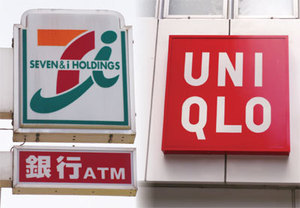 SEVEN & i HOLDINGS
銀行ATM
UNI
QLO